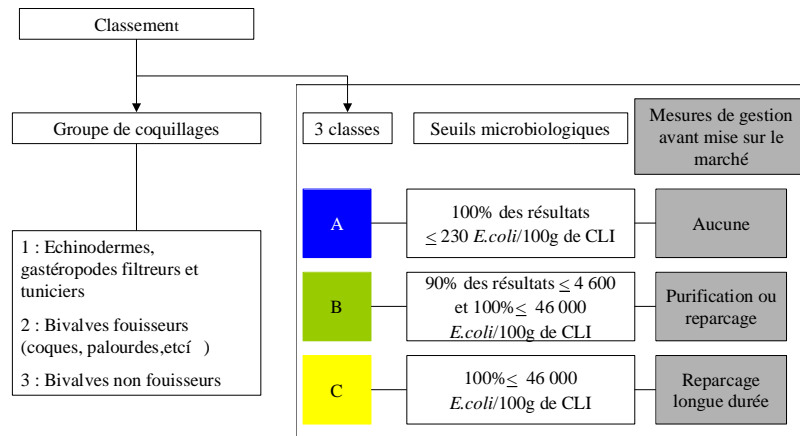 Classement
Groupe de coquillages
3 classes
Seuils microbiologiques
Mesures de gestion
avant mise sur le
marché
1 : Echinodermes,
gastéropodes filtreurs et
tuniciers
2 : Bivalves fouisseurs
(coques, palourdes,etcí )
3 : Bivalves non fouisseurs
A
100% des résultats
≤ 230 E.coli/100g de CLI
Aucune
B
90% des résultats ≤ 4 600
et 100%≤ 46 000
E.coli/100g de CLI
Purification ou
reparcage
C
100%≤ 46 000
E.coli/100g de CLI
Reparcage
longue durée